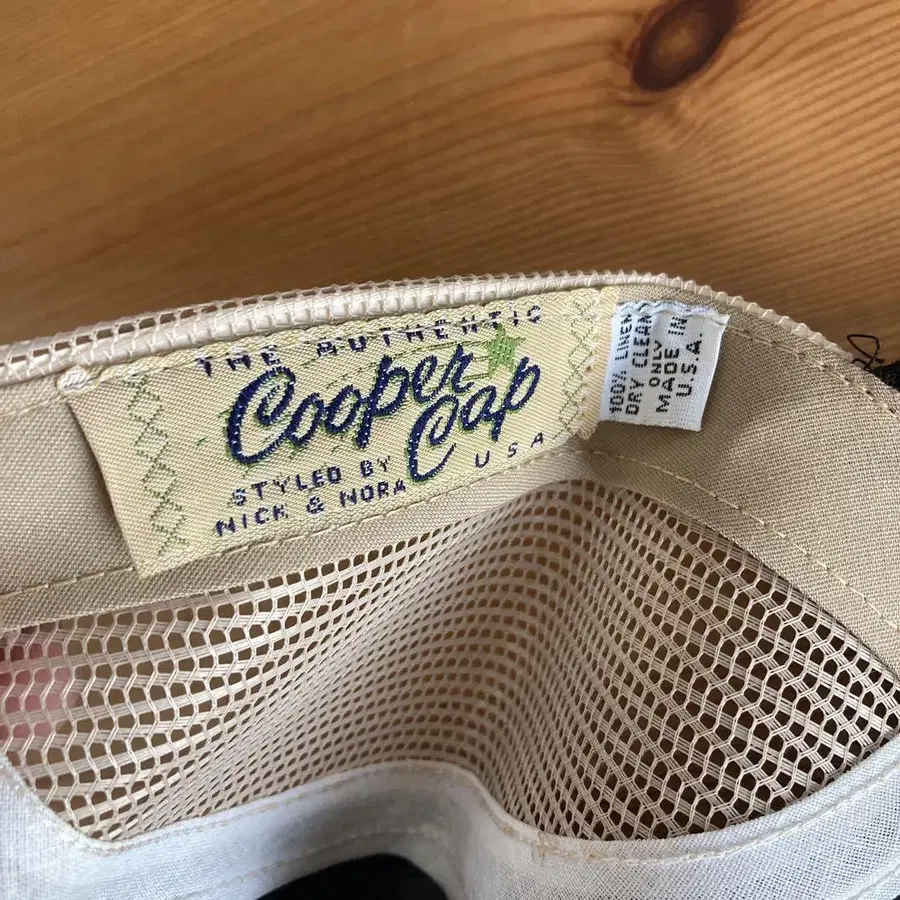 THE AUTHENTIC
Cooper
Cap
STYLED BY
NICK & NORA USA
100% LINEN
DRY CLEAN
ONLY
MADE IN
U.S.A.